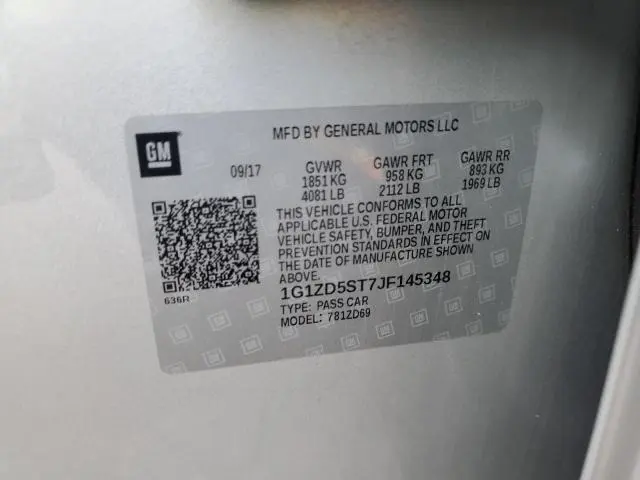 GM
MFD BY GENERAL MOTORS LLC
09/17 GVWR GAWR FRT GAWR RR
1851 KG 958 KG 893 KG
4081 LB 2112 LB 1969 LB
THIS VEHICLE CONFORMS TO ALL
APPLICABLE U.S. FEDERAL MOTOR
VEHICLE SAFETY, BUMPER, AND THEFT
PREVENTION STANDARDS IN EFFECT ON
THE DATE OF MANUFACTURE SHOWN
ABOVE.
636R
1G1ZD5ST7JF145348
TYPE: PASS CAR
MODEL: 781ZD69